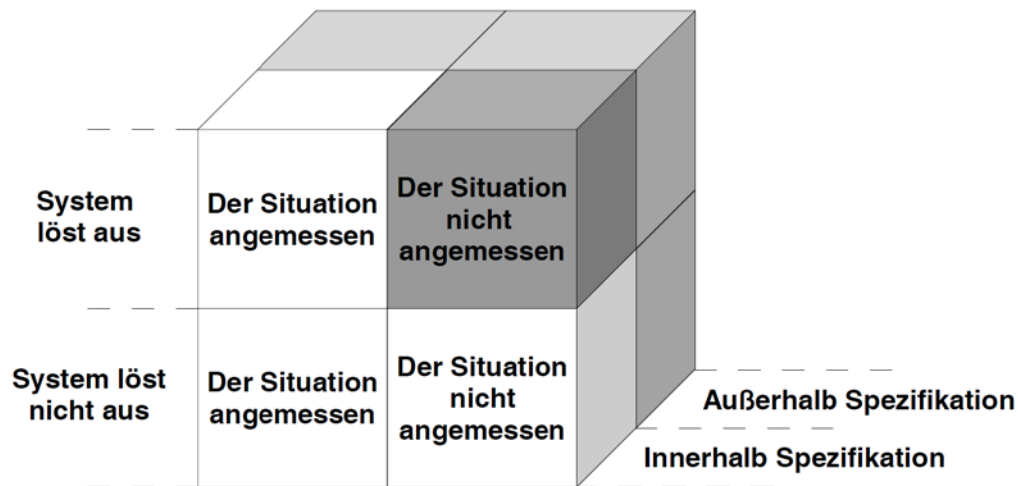 System
löst aus
Der Situation
angemessen
Der Situation
nicht
angemessen
System löst
nicht aus
Der Situation
angemessen
Der Situation
nicht
angemessen
Außerhalb Spezifikation
Innerhalb Spezifikation